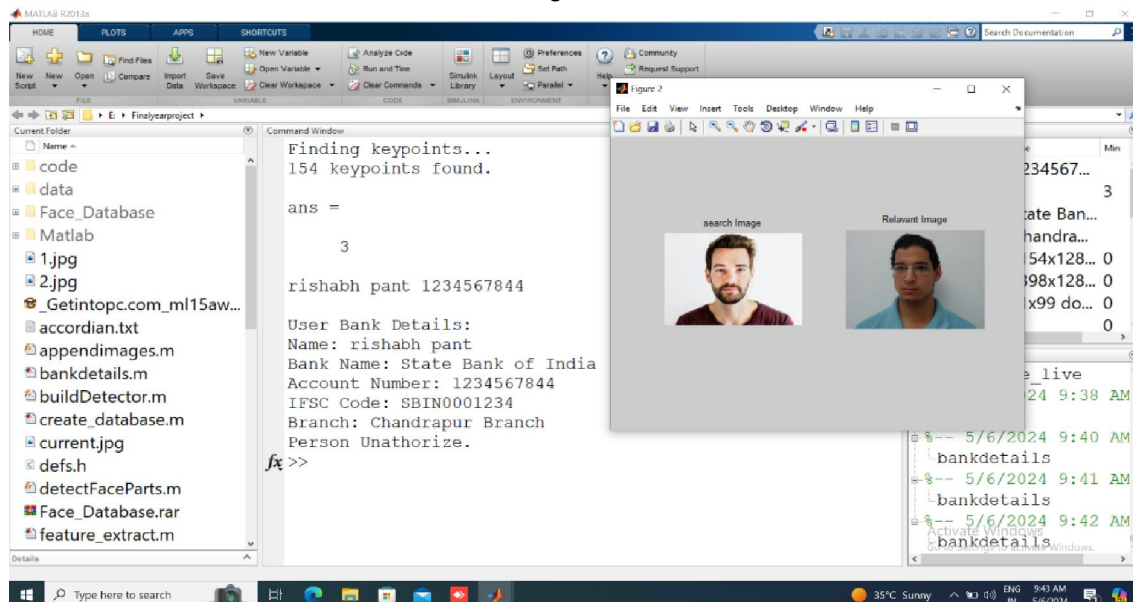 MATLAB R2013a
HOME PLOTS APPS SHORTCUTS
Search Documentation
New Script
New
Open
Find Files
Compare
Import Data
Save Workspace
New Variable
Open Variable
Clear Workspace
Analyze Code
Run and Time
Clear Commands
Simulink Library
Layout
Preferences
Set Path
Parallel
Help
Community
Request Support
FILE VARIABLE CODE SIMULINK ENVIRONMENT
E: Finalyearproject
Current Folder
Name
code
data
Face_Database
Matlab
1.jpg
2.jpg
_Getintopc.com_ml15aw...
accordian.txt
appendimages.m
bankdetails.m
buildDetector.m
create_database.m
current.jpg
defs.h
detectFaceParts.m
Face_Database.rar
feature_extract.m
Details
Command Window
Finding keypoints...
154 keypoints found.
ans =
3
rishabh pant 1234567844
User Bank Details:
Name: rishabh pant
Bank Name: State Bank of India
Account Number: 1234567844
IFSC Code: SBIN0001234
Branch: Chandrapur Branch
Person Unathorize.
fx >>
Figure 2
File Edit View Insert Tools Desktop Window Help
search Image
Relavant Image
Min
234567...
3
tate Ban...
handra...
54x128... 0
398x128... 0
x99 do... 0
0
e_live
24 9:38 AM
%-- 5/6/2024 9:40 AM
bankdetails
%-- 5/6/2024 9:41 AM
bankdetails
%-- 5/6/2024 9:42 AM
bankdetails
Activate Windows
Go to Settings to activate Windows.
Type here to search
35°C Sunny
ENG
IN
9:43 AM
5/6/2024